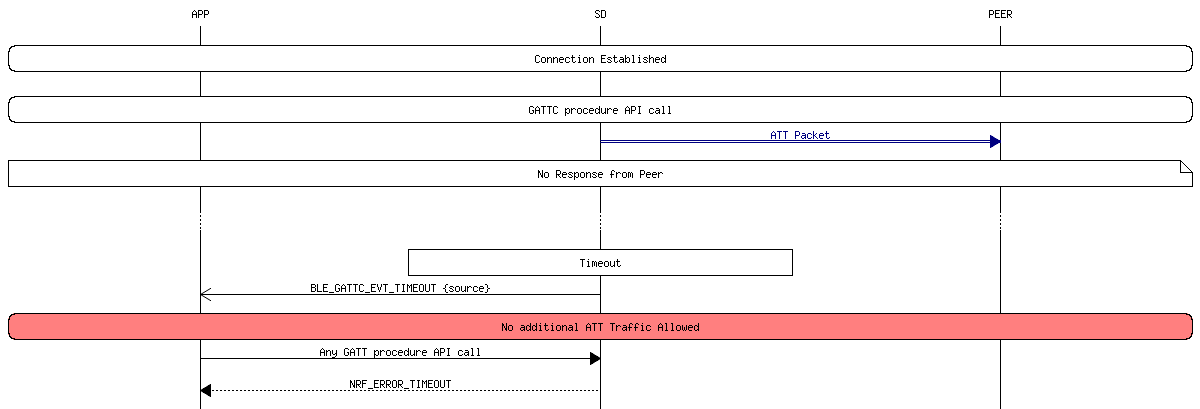 APP SD PEER
Connection Established
GATTC procedure API call
ATT Packet
No Response from Peer
Timeout
BLE_GATTC_EVT_TIMEOUT {source}
No additional ATT Traffic Allowed
Any GATT procedure API call
NRF_ERROR_TIMEOUT